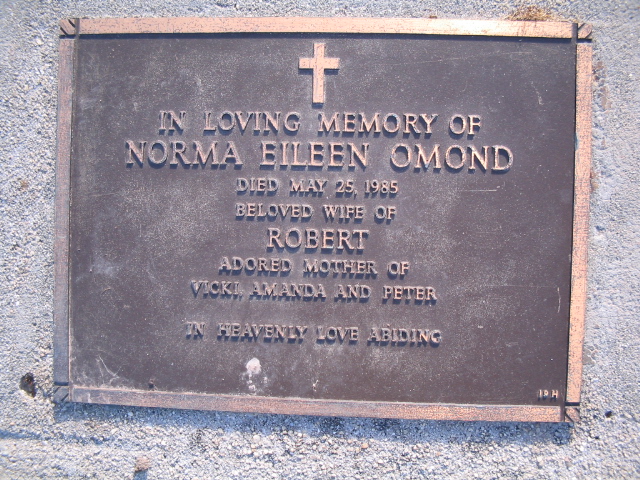 IN LOVING MEMORY OF
NORMA EILEEN OMOND
DIED MAY 25, 1985
BELOVED WIFE OF
ROBERT
ADORED MOTHER OF
VICKI, AMANDA AND PETER
IN HEAVENLY LOVE ABIDING